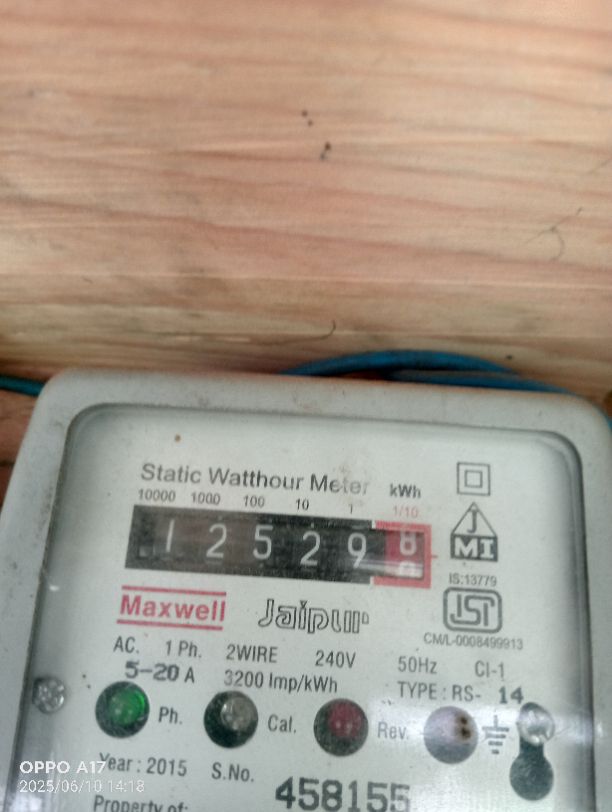 Static Watthour Meter kWh
10000 1000 100 10 1 1/10
1 2 5 2 9 8
J
MI
IS:13779
Maxwell Jaipur
ISI
CM/L-0008499913
AC. 1 Ph. 2WIRE 240V 50Hz Cl-1
5-20 A 3200 Imp/kWh TYPE : RS- 14
Ph. Cal. Rev.
Year : 2015 S.No. 458155
Property of:
OPPO A17
2025/06/10 14:18